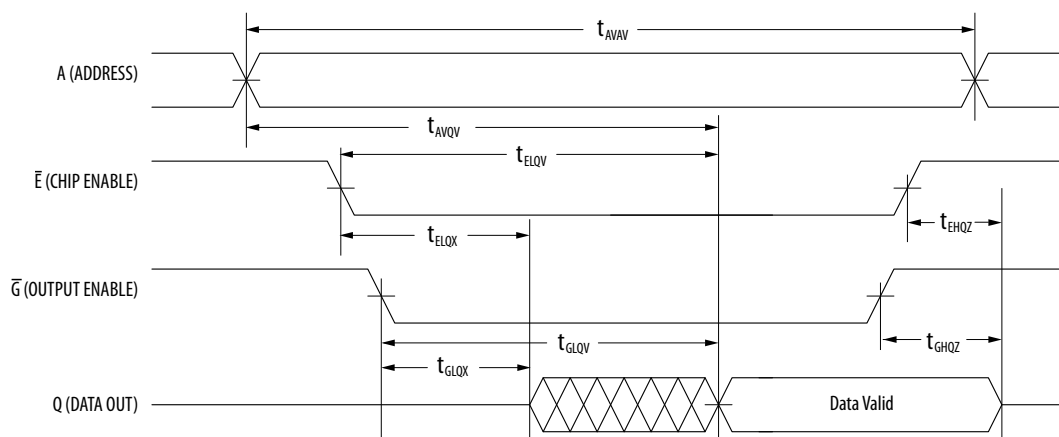 tAVAV
A (ADDRESS)
tAVQV
tELQV
Ē (CHIP ENABLE)
tELQX
tEHQZ
G̅ (OUTPUT ENABLE)
tGLQV
tGHQZ
tGLQX
Q (DATA OUT)
Data Valid